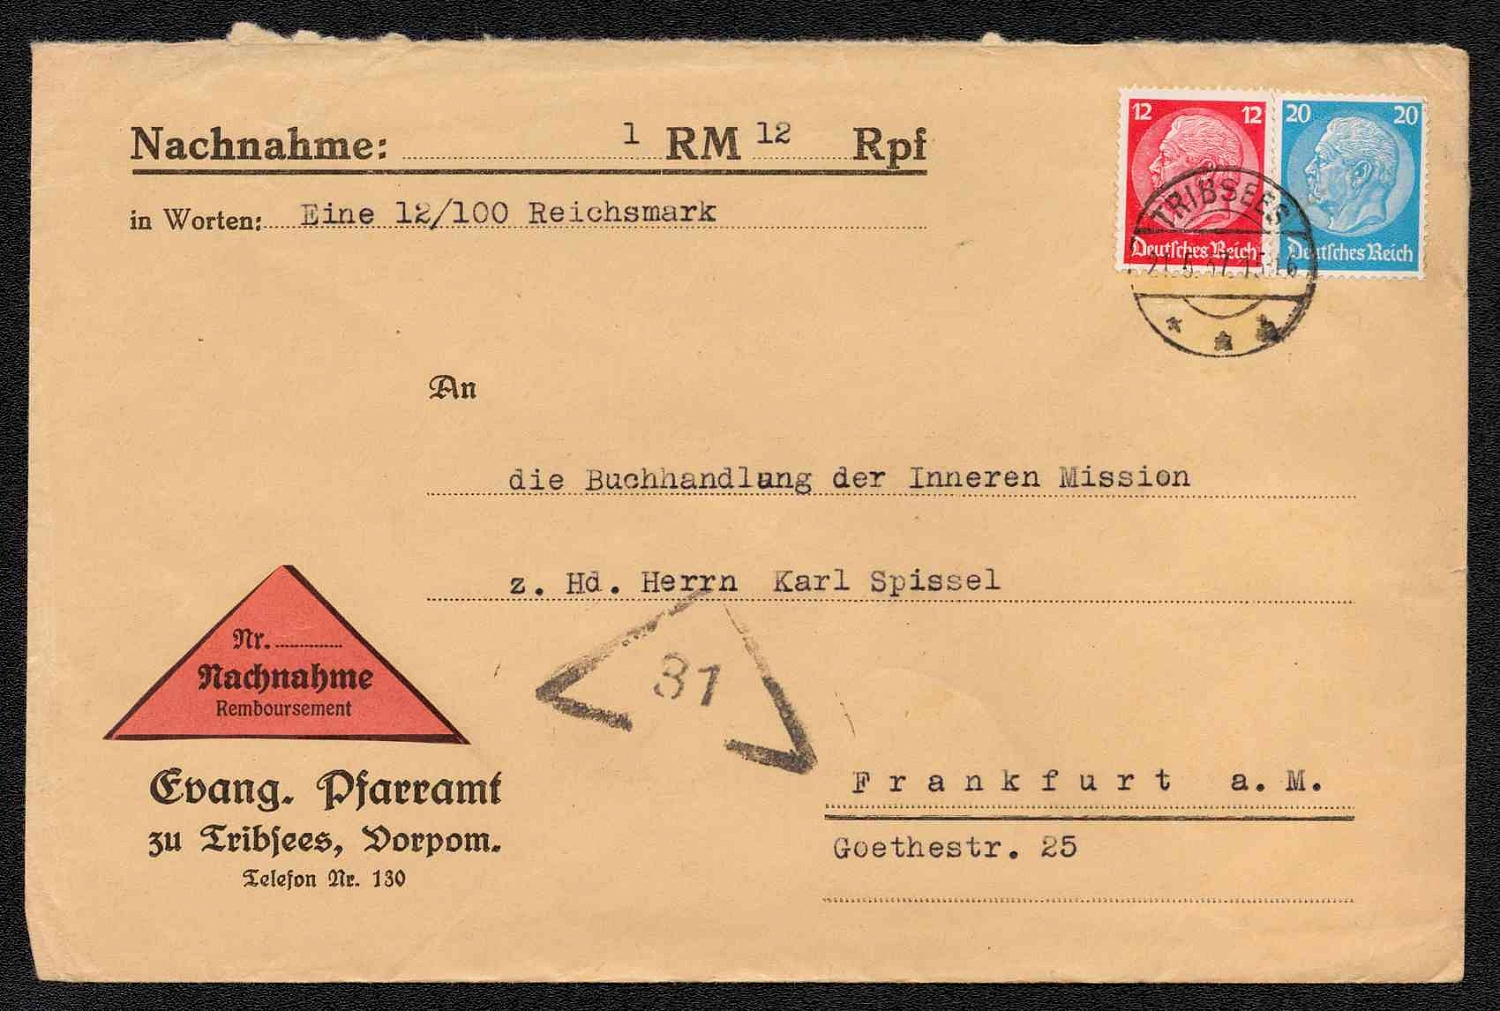 Nachnahme: 1 RM 12 Rpf
in Worten: Eine 12/100 Reichsmark
12 12
Deutsches Reich
20 20
Deutsches Reich
TRIBSEES
An
die Buchhandlung der Inneren Mission
z. Hd. Herrn Karl Spissel
31
Nr.
Nachnahme
Remboursement
Frankfurt a.M.
Goethestr. 25
Evang. Pfarramt
zu Tribsees, Vorpom.
Telefon Nr. 130